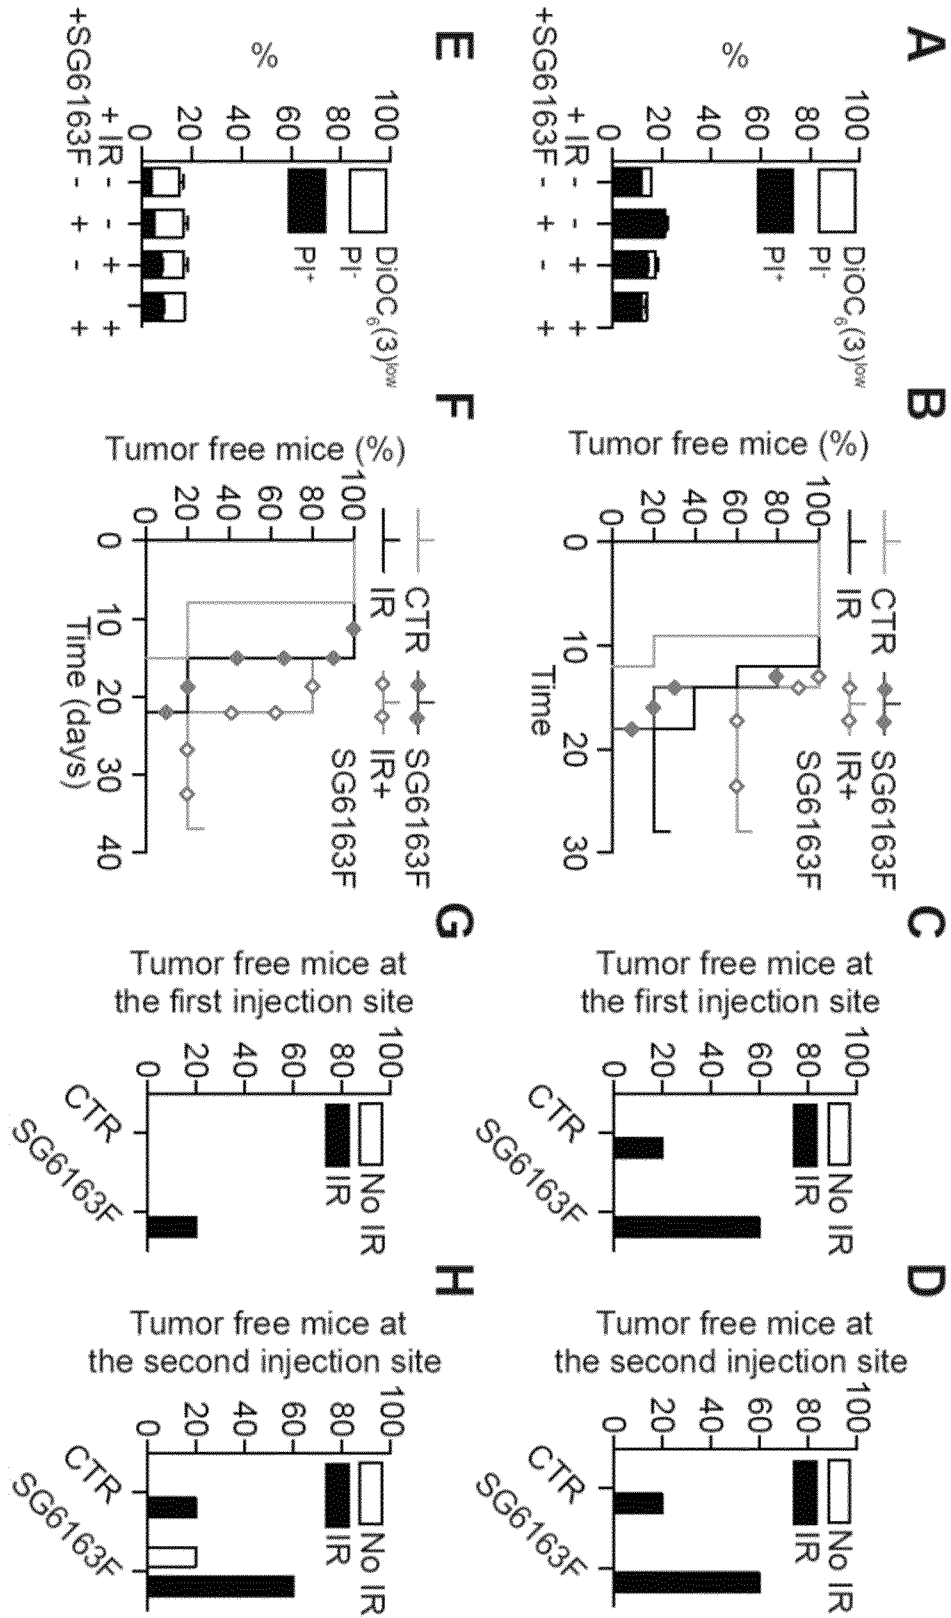 A
%
100
80
60
40
20
0
DiOC6(3)low
PI-
PI+
+ IR - - + +
+SG6163F - + - +
B
Tumor free mice (%)
100
80
60
40
20
0
CTR
SG6163F
IR
IR+
SG6163F
0 10 20 30
Time
C
Tumor free mice at
the first injection site
100
80
60
40
20
0
No IR
IR
CTR
SG6163F
D
Tumor free mice at
the second injection site
100
80
60
40
20
0
No IR
IR
CTR
SG6163F
E
%
100
80
60
40
20
0
DiOC6(3)low
PI-
PI+
+ IR - - + +
+SG6163F - + - +
F
Tumor free mice (%)
100
80
60
40
20
0
CTR
SG6163F
IR
IR+
SG6163F
0 10 20 30 40
Time (days)
G
Tumor free mice at
the first injection site
100
80
60
40
20
0
No IR
IR
CTR
SG6163F
H
Tumor free mice at
the second injection site
100
80
60
40
20
0
No IR
IR
CTR
SG6163F